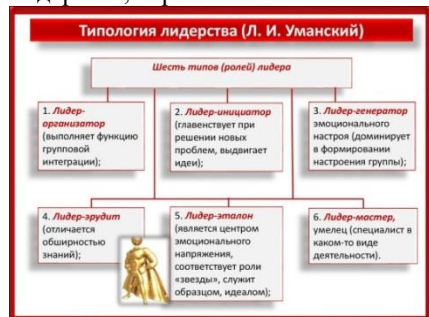 Типология лидерства (Л. И. Уманский)
Шесть типов (ролей) лидера
1. Лидер-
организатор
(выполняет функцию
групповой
интеграции);
2. Лидер-инициатор
(главенствует при
решении новых
проблем, выдвигает
идеи);
3. Лидер-генератор
эмоционального
настроя (доминирует
в формировании
настроения группы);
4. Лидер-эрудит
(отличается
обширностью
знаний);
5. Лидер-эталон
(является центром
эмоционального
напряжения,
соответствует роли
«звезды», служит
образцом, идеалом);
6. Лидер-мастер,
умелец (специалист в
каком-то виде
деятельности).